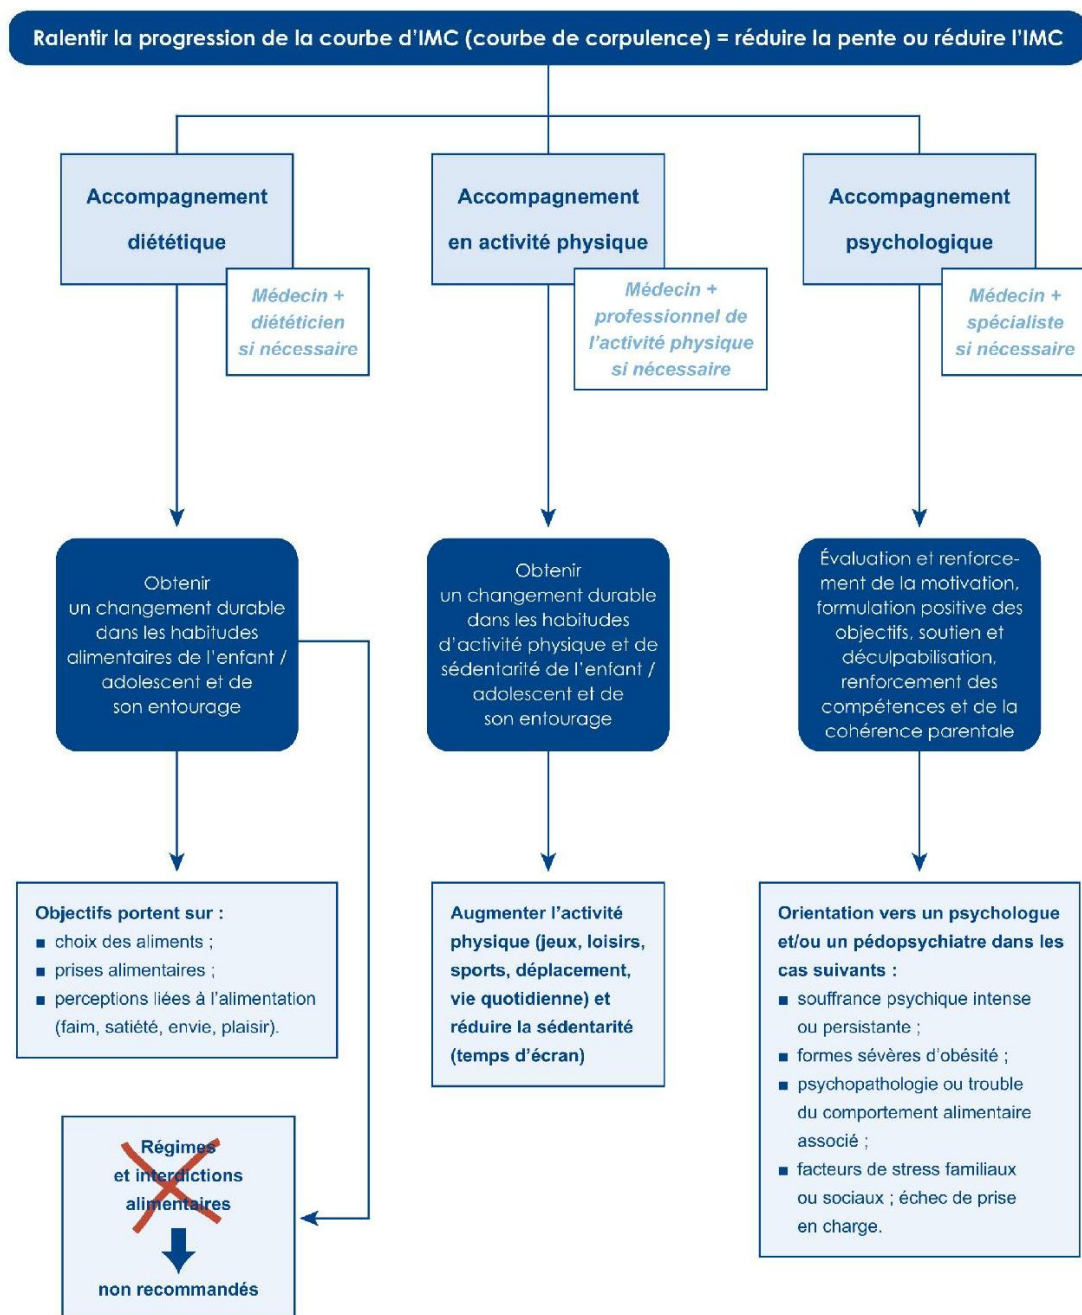 Ralentir la progression de la courbe d’IMC (courbe de corpulence) = réduire la pente ou réduire l’IMC
Accompagnement
diététique
Médecin +
diététicien
si nécessaire
Accompagnement
en activité physique
Médecin +
professionnel de
l’activité physique
si nécessaire
Accompagnement
psychologique
Médecin +
spécialiste
si nécessaire
Obtenir
un changement durable
dans les habitudes
alimentaires de l’enfant /
adolescent et de
son entourage
Obtenir
un changement durable
dans les habitudes
d’activité physique et de
sédentarité de l’enfant /
adolescent et de
son entourage
Évaluation et renforce-
ment de la motivation,
formulation positive des
objectifs, soutien et
déculpabilisation,
renforcement des
compétences et de la
cohérence parentale
Objectifs portent sur :
■ choix des aliments ;
■ prises alimentaires ;
■ perceptions liées à l’alimentation
(faim, satiété, envie, plaisir).
Augmenter l’activité
physique (jeux, loisirs,
sports, déplacement,
vie quotidienne) et
réduire la sédentarité
(temps d’écran)
Orientation vers un psychologue
et/ou un pédopsychiatre dans les
cas suivants :
■ souffrance psychique intense
ou persistante ;
■ formes sévères d’obésité ;
■ psychopathologie ou trouble
du comportement alimentaire
associé ;
■ facteurs de stress familiaux
ou sociaux ; échec de prise
en charge.
Régimes
et interdictions
alimentaires
non recommandés